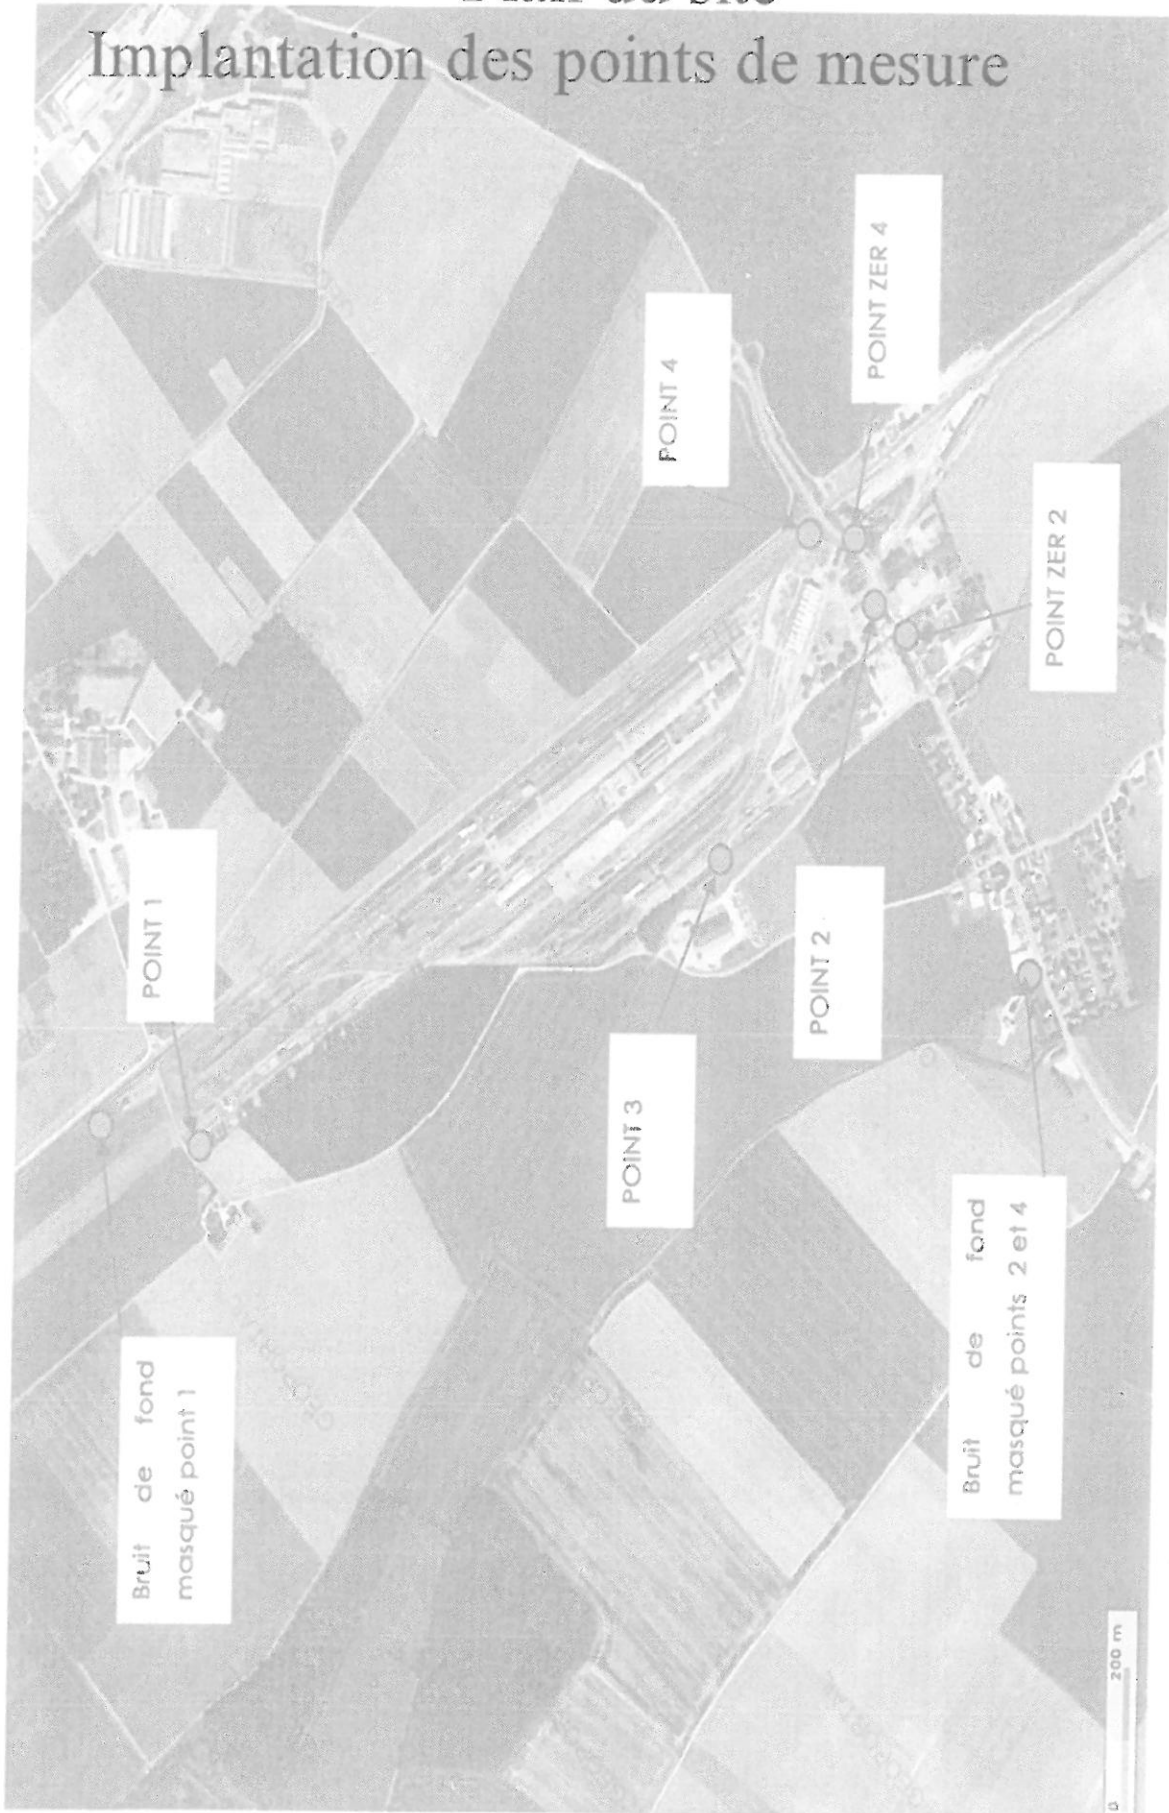 Implantation des points de mesure
POINT ZER 4
POINT 4
POINT ZER 2
POINT 1
POINT 2
POINT 3
Bruit de fond
masqué point 1
Bruit de fond
masqué points 2 et 4
0
200 m